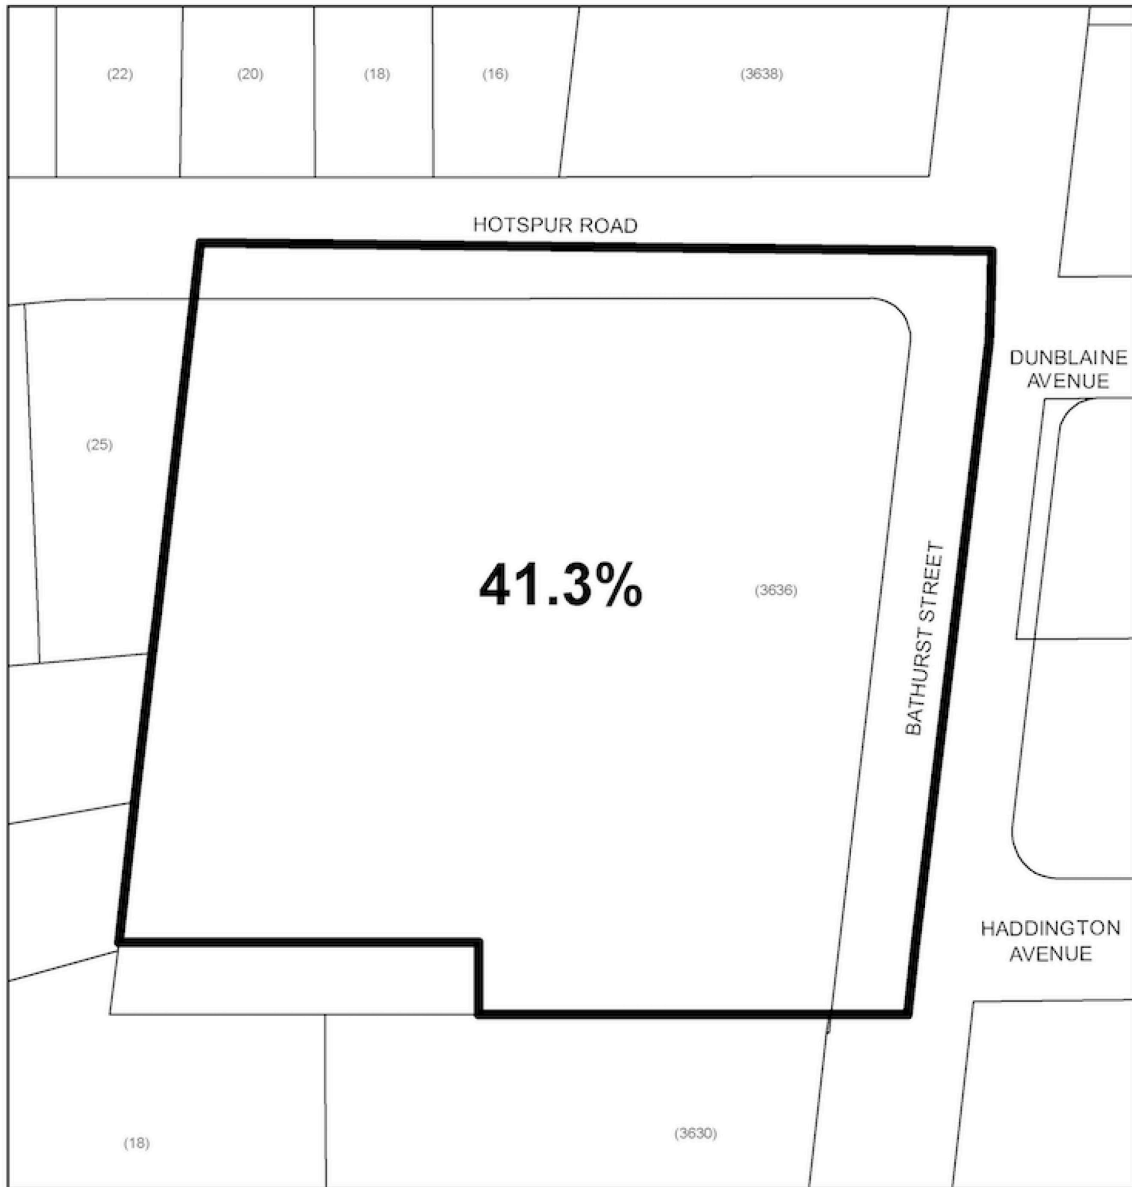 (22)
(20)
(18)
(16)
(3638)
HOTSPUR ROAD
DUNBLAINE
AVENUE
(25)
41.3%
(3636)
BATHURST STREET
HADDINGTON
AVENUE
(18)
(3630)